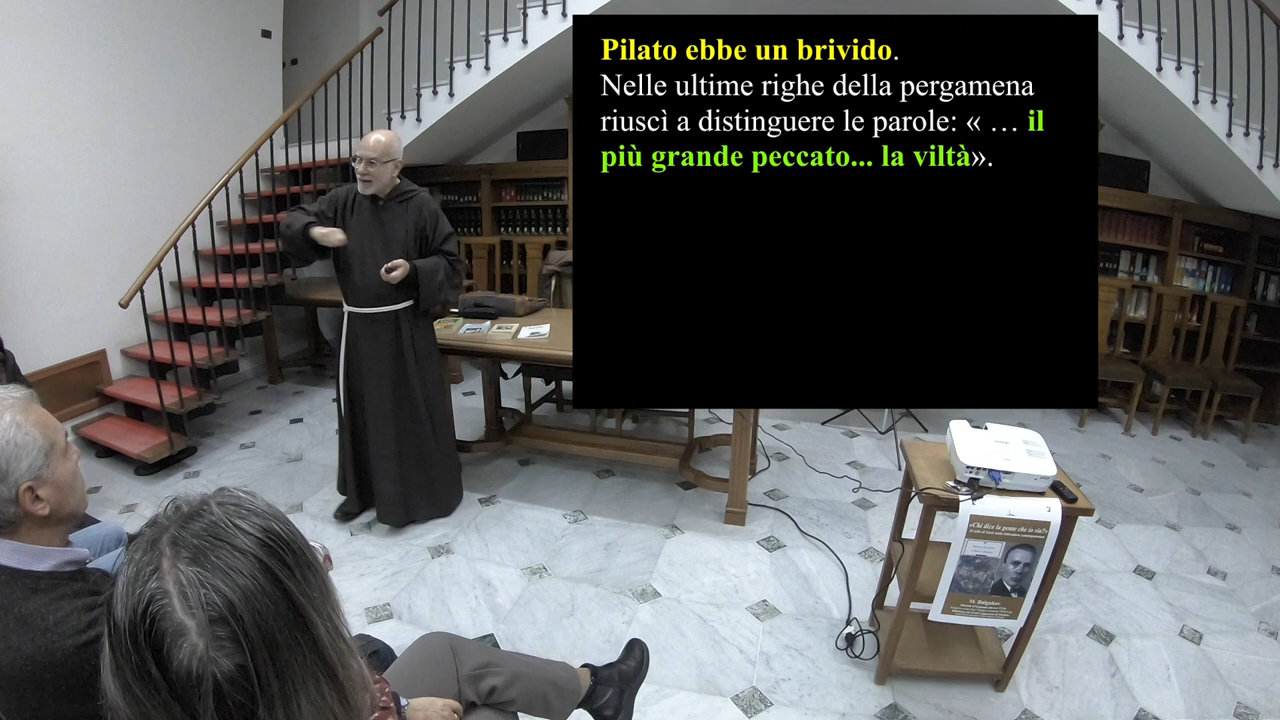 Pilato ebbe un brivido.
Nelle ultime righe della pergamena
riuscì a distinguere le parole: « … il
più grande peccato... la viltà».
«Chi dice la gente che io sia?»
M. Bulgakov